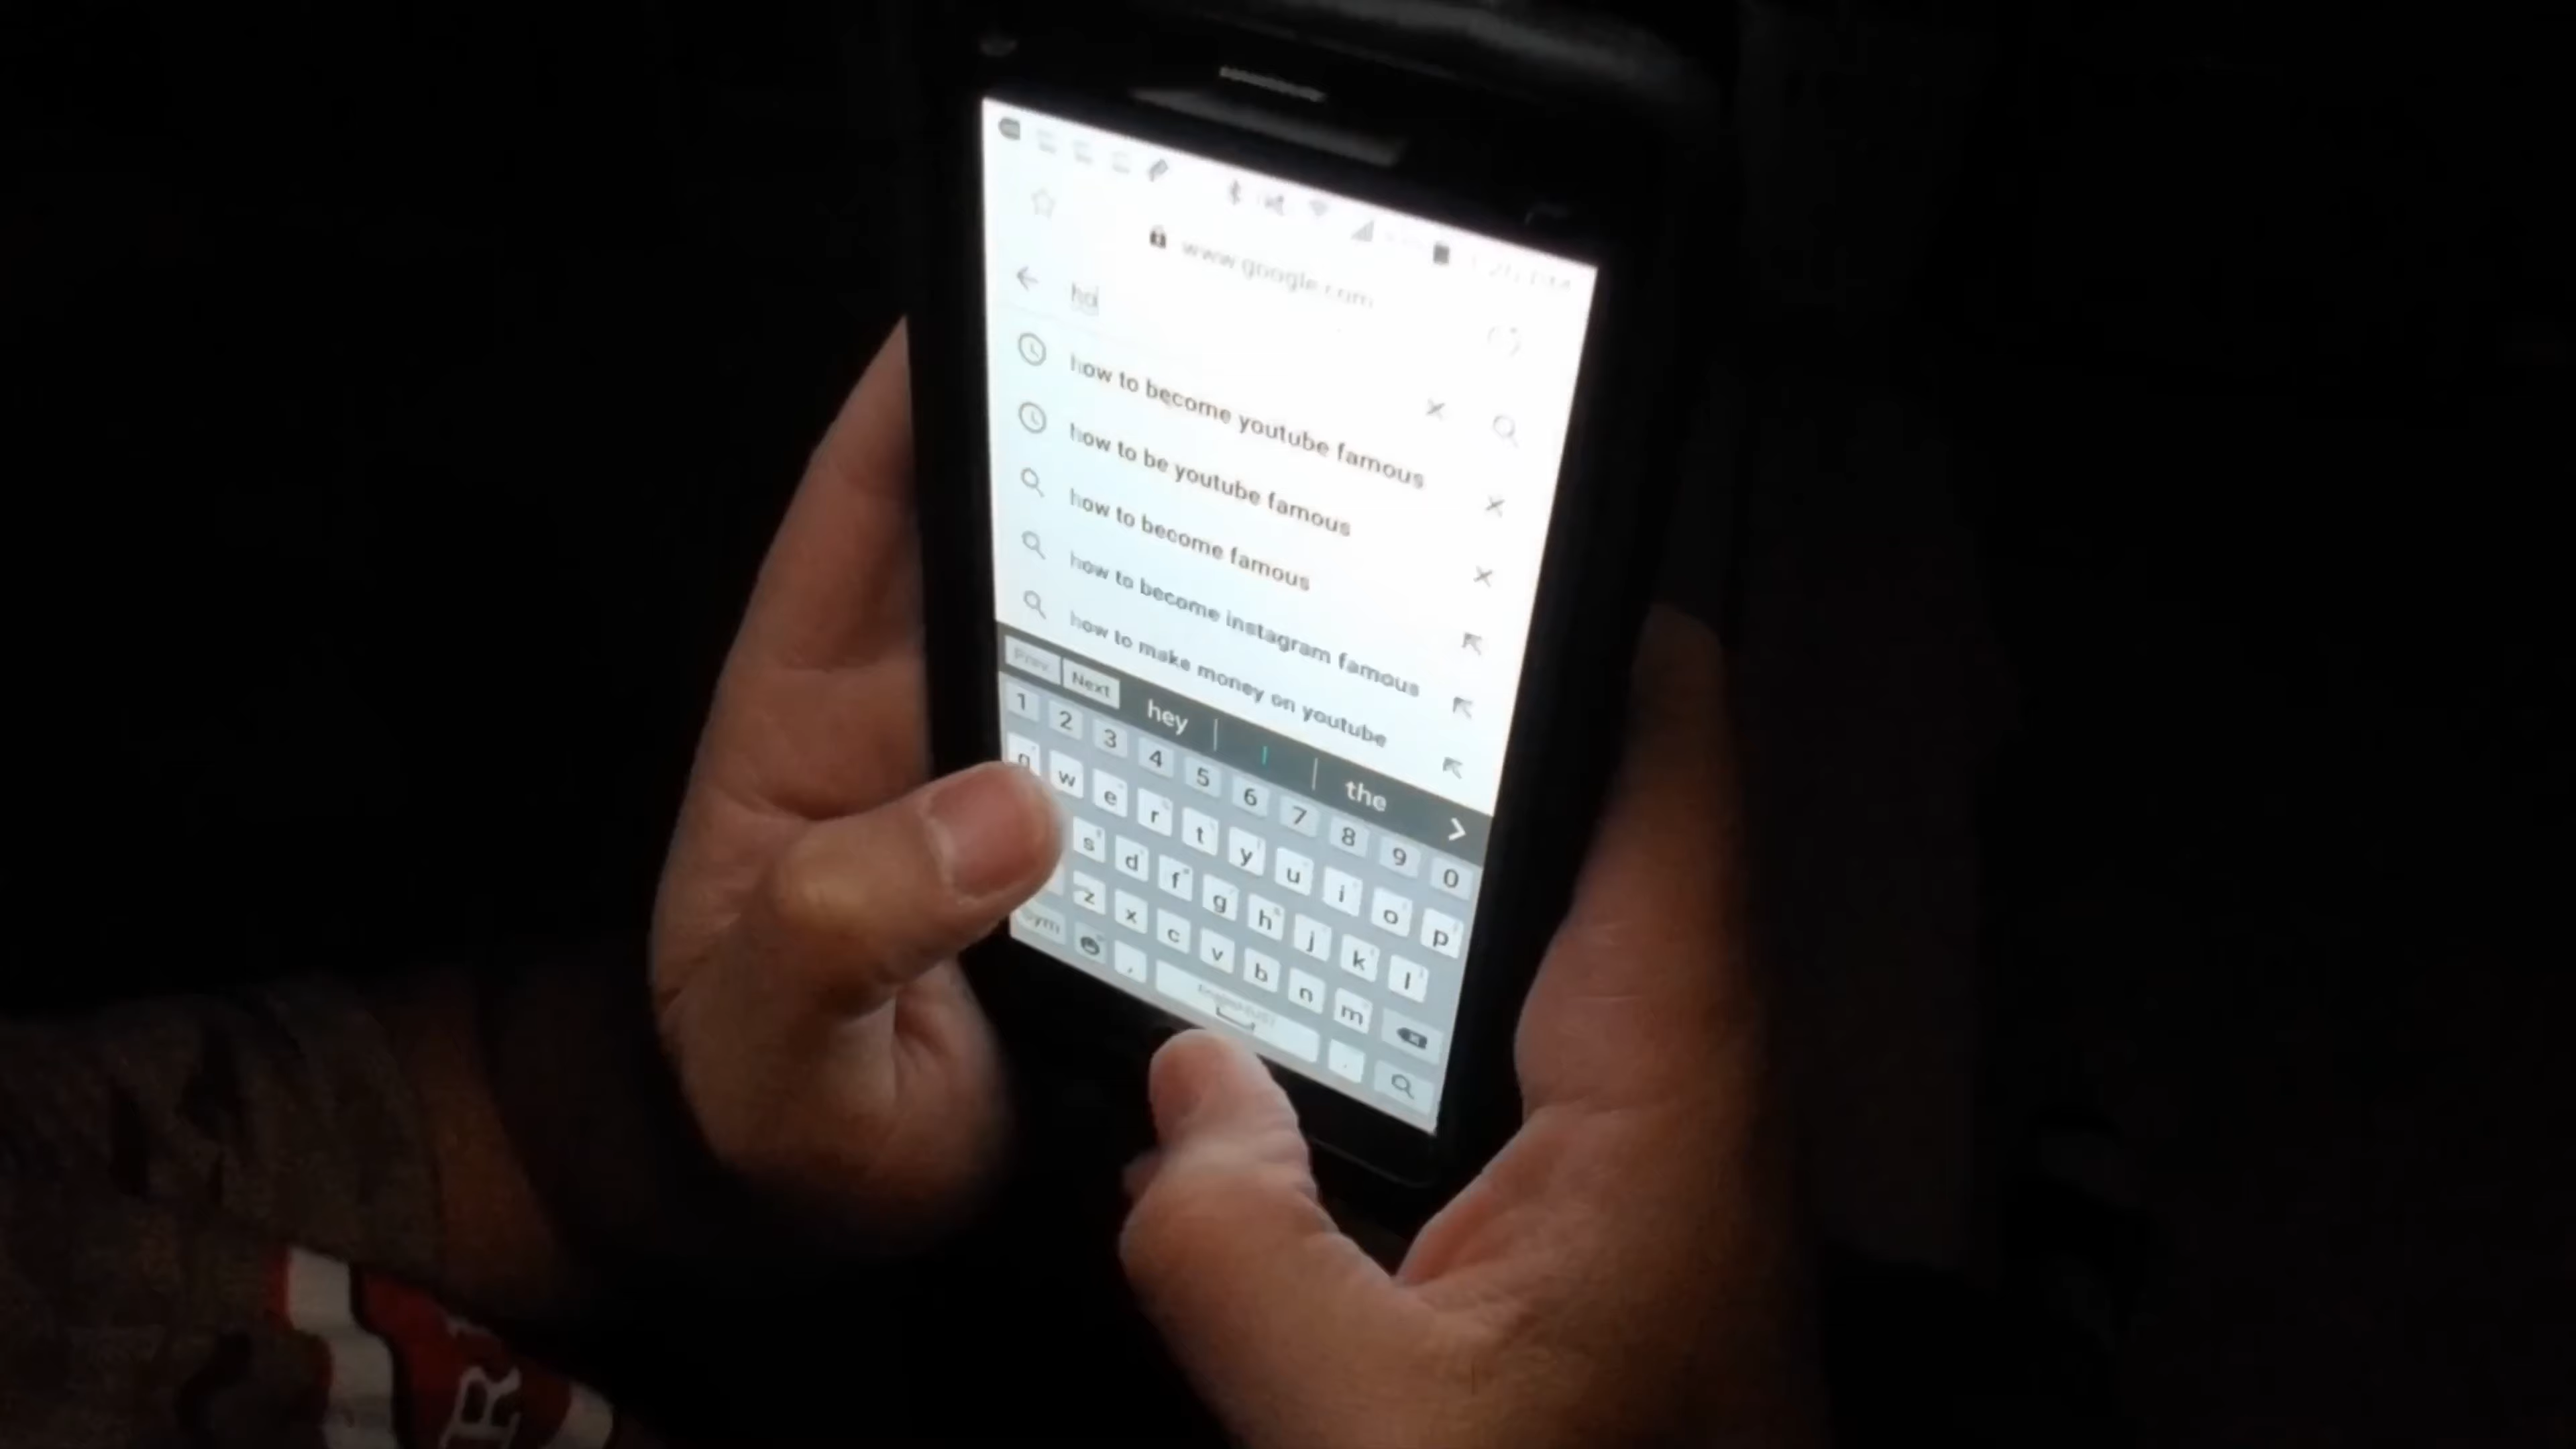 www.google.com
ho
how to become youtube famous
how to be youtube famous
how to become famous
how to become instagram famous
how to make money on youtube
Prev Next hey the
1 2 3 4 5 6 7 8 9 0
q w e r t y u i o p
s d f g h j k l
z x c v b n m
Sym , English(US) .
R